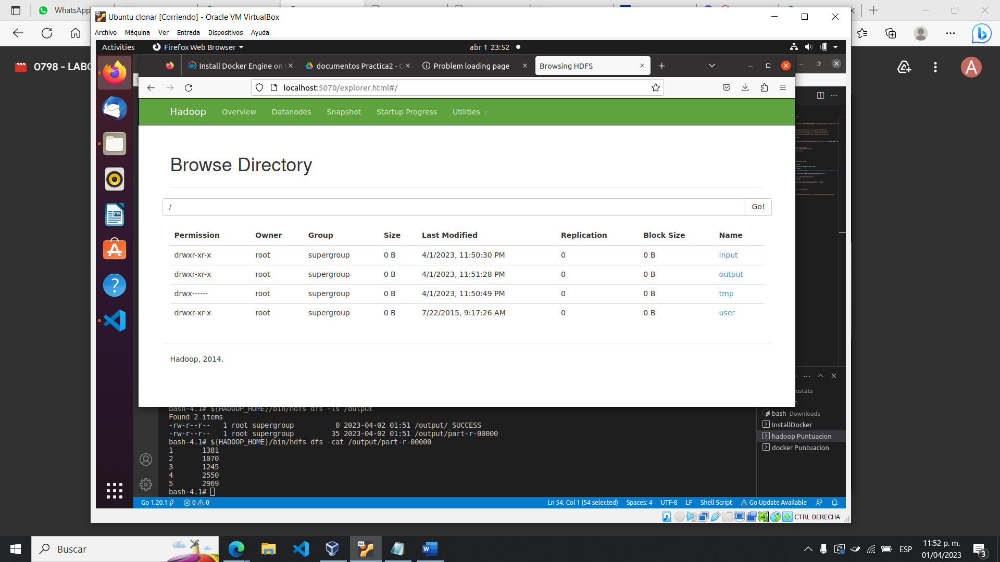 WhatsApp
Ubuntu clonar [Corriendo] - Oracle VM VirtualBox
Archivo Máquina Ver Entrada Dispositivos Ayuda
Activities Firefox Web Browser abr 1 23:52
0798 - LABO
A
Install Docker Engine on documentos Practica2 - Problem loading page Browsing HDFS
localhost:5070/explorer.html#/
Hadoop Overview Datanodes Snapshot Startup Progress Utilities
Browse Directory
/ Go!
Permission Owner Group Size Last Modified Replication Block Size Name
drwxr-xr-x root supergroup 0 B 4/1/2023, 11:50:30 PM 0 0 B input
drwxr-xr-x root supergroup 0 B 4/1/2023, 11:51:28 PM 0 0 B output
drwx------ root supergroup 0 B 4/1/2023, 11:50:49 PM 0 0 B tmp
drwxr-xr-x root supergroup 0 B 7/22/2015, 9:17:26 AM 0 0 B user
Hadoop, 2014.
ustats
bash-4.1# ${HADOOP_HOME}/bin/hdfs dfs -ls /output
Found 2 items
-rw-r--r-- 1 root supergroup 0 2023-04-02 01:51 /output/_SUCCESS
-rw-r--r-- 1 root supergroup 35 2023-04-02 01:51 /output/part-r-00000
bash-4.1# ${HADOOP_HOME}/bin/hdfs dfs -cat /output/part-r-00000
1 1381
2 1070
3 1245
4 2550
5 2969
bash-4.1#
bash Downloads
InstallDocker
hadoop Puntuacion
docker Puntuacion
Go 1.20.1 0 0 Ln 54, Col 1 (54 selected) Spaces: 4 UTF-8 LF Shell Script Go Update Available
CTRL DERECHA
Buscar
64
ESP
11:52 p. m.
01/04/2023
3